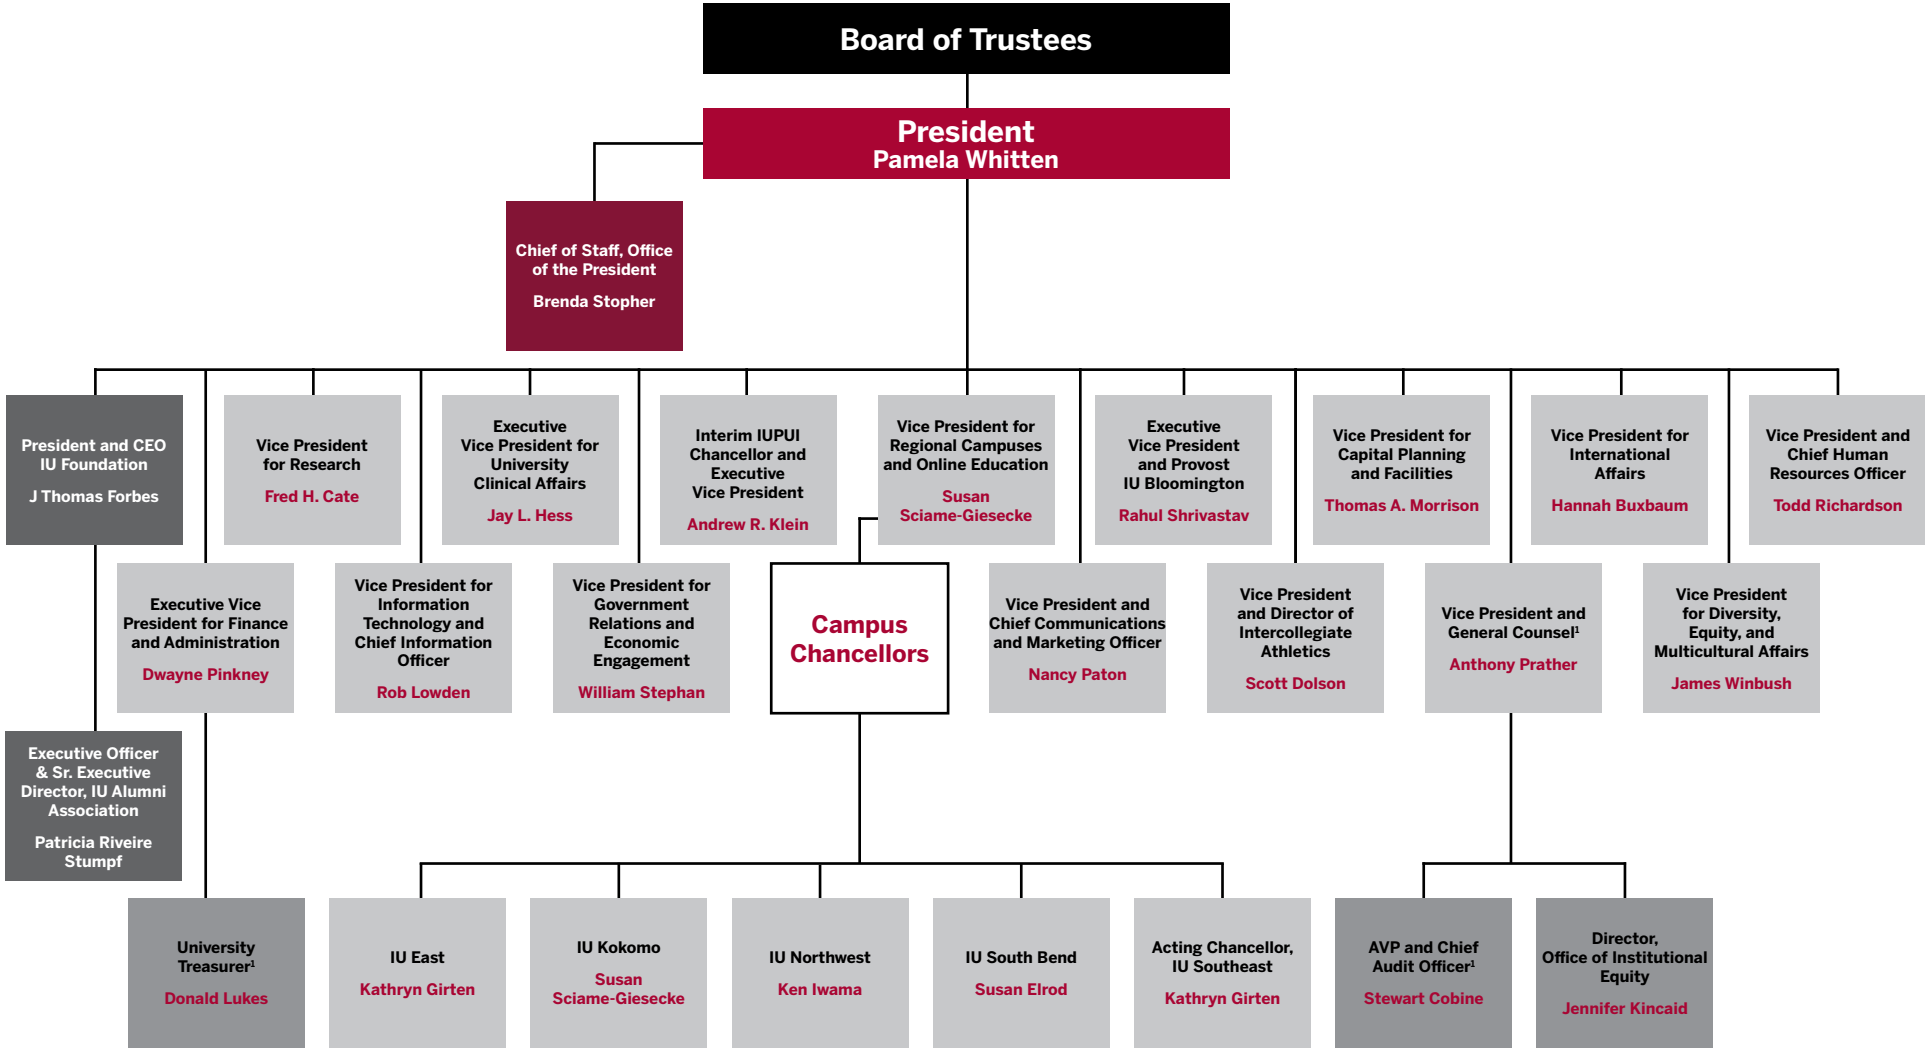 Board of Trustees
President
Pamela Whitten
Chief of Staff, Office
of the President
Brenda Stopher
President and CEO
IU Foundation
J Thomas Forbes
Vice President
for Research
Fred H. Cate
Executive
Vice President for
University
Clinical Affairs
Jay L. Hess
Interim IUPUI
Chancellor and
Executive
Vice President
Andrew R. Klein
Vice President for
Regional Campuses
and Online Education
Susan
Sciame-Giesecke
Executive
Vice President
and Provost
IU Bloomington
Rahul Shrivastav
Vice President for
Capital Planning
and Facilities
Thomas A. Morrison
Vice President for
International
Affairs
Hannah Buxbaum
Vice President and
Chief Human
Resources Officer
Todd Richardson
Executive Vice
President for Finance
and Administration
Dwayne Pinkney
Vice President for
Information
Technology and
Chief Information
Officer
Rob Lowden
Vice President for
Government
Relations and
Economic
Engagement
William Stephan
Campus
Chancellors
Vice President and
Chief Communications
and Marketing Officer
Nancy Paton
Vice President
and Director of
Intercollegiate
Athletics
Scott Dolson
Vice President and
General Counsel¹
Anthony Prather
Vice President
for Diversity,
Equity, and
Multicultural Affairs
James Winbush
Executive Officer
& Sr. Executive
Director, IU Alumni
Association
Patricia Riveire
Stumpf
University
Treasurer¹
Donald Lukes
IU East
Kathryn Girten
IU Kokomo
Susan
Sciame-Giesecke
IU Northwest
Ken Iwama
IU South Bend
Susan Elrod
Acting Chancellor,
IU Southeast
Kathryn Girten
AVP and Chief
Audit Officer¹
Stewart Cobine
Director,
Office of Institutional
Equity
Jennifer Kincaid